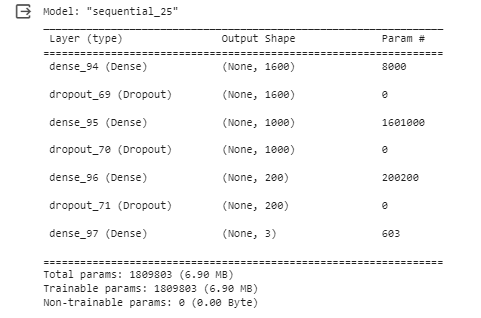 Model: "sequential_25"
_________________________________________________________________
Layer (type) Output Shape Param #
=================================================================
dense_94 (Dense) (None, 1600) 8000
dropout_69 (Dropout) (None, 1600) 0
dense_95 (Dense) (None, 1000) 1601000
dropout_70 (Dropout) (None, 1000) 0
dense_96 (Dense) (None, 200) 200200
dropout_71 (Dropout) (None, 200) 0
dense_97 (Dense) (None, 3) 603
=================================================================
Total params: 1809803 (6.90 MB)
Trainable params: 1809803 (6.90 MB)
Non-trainable params: 0 (0.00 Byte)